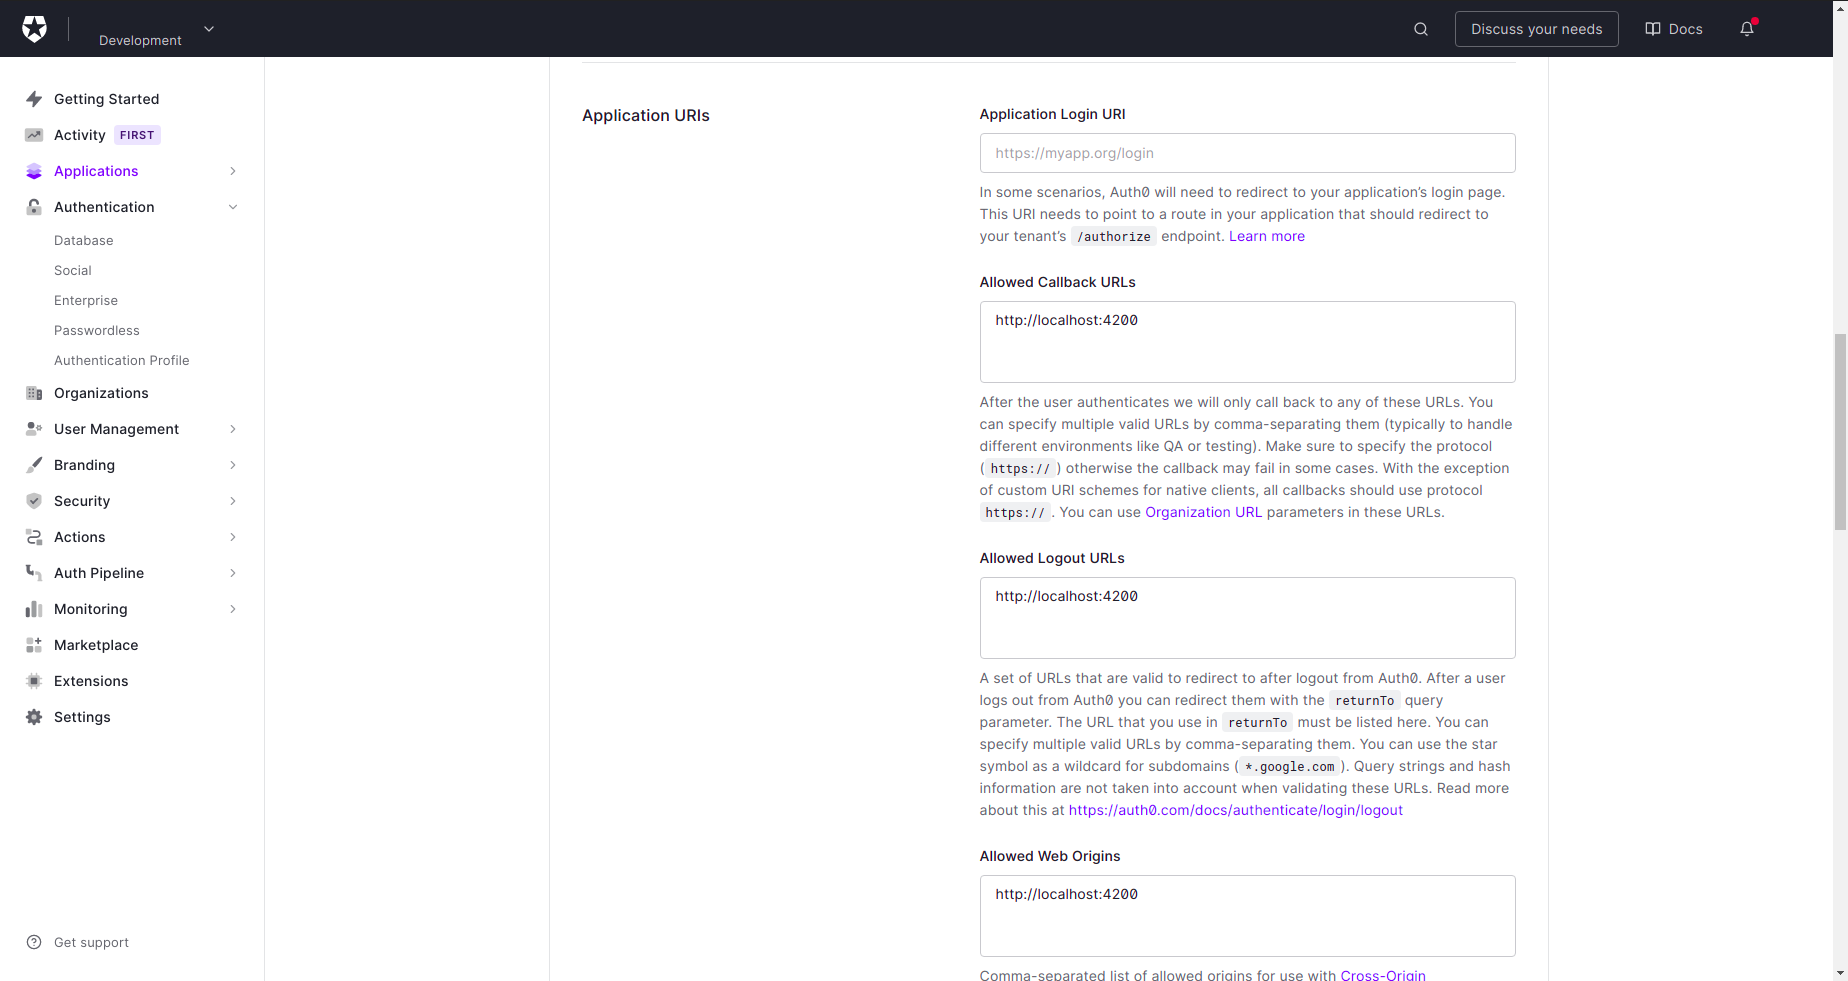 Development
Discuss your needs
Docs
Getting Started
Activity FIRST
Applications
Authentication
Database
Social
Enterprise
Passwordless
Authentication Profile
Organizations
User Management
Branding
Security
Actions
Auth Pipeline
Monitoring
Marketplace
Extensions
Settings
Get support
Application URIs
Application Login URI
https://myapp.org/login
In some scenarios, Auth0 will need to redirect to your application’s login page.
This URI needs to point to a route in your application that should redirect to
your tenant’s /authorize endpoint. Learn more
Allowed Callback URLs
http://localhost:4200
After the user authenticates we will only call back to any of these URLs. You
can specify multiple valid URLs by comma-separating them (typically to handle
different environments like QA or testing). Make sure to specify the protocol
( https:// ) otherwise the callback may fail in some cases. With the exception
of custom URI schemes for native clients, all callbacks should use protocol
https:// . You can use Organization URL parameters in these URLs.
Allowed Logout URLs
http://localhost:4200
A set of URLs that are valid to redirect to after logout from Auth0. After a user
logs out from Auth0 you can redirect them with the returnTo query
parameter. The URL that you use in returnTo must be listed here. You can
specify multiple valid URLs by comma-separating them. You can use the star
symbol as a wildcard for subdomains ( *.google.com ). Query strings and hash
information are not taken into account when validating these URLs. Read more
about this at https://auth0.com/docs/authenticate/login/logout
Allowed Web Origins
http://localhost:4200
Comma-separated list of allowed origins for use with Cross-Origin